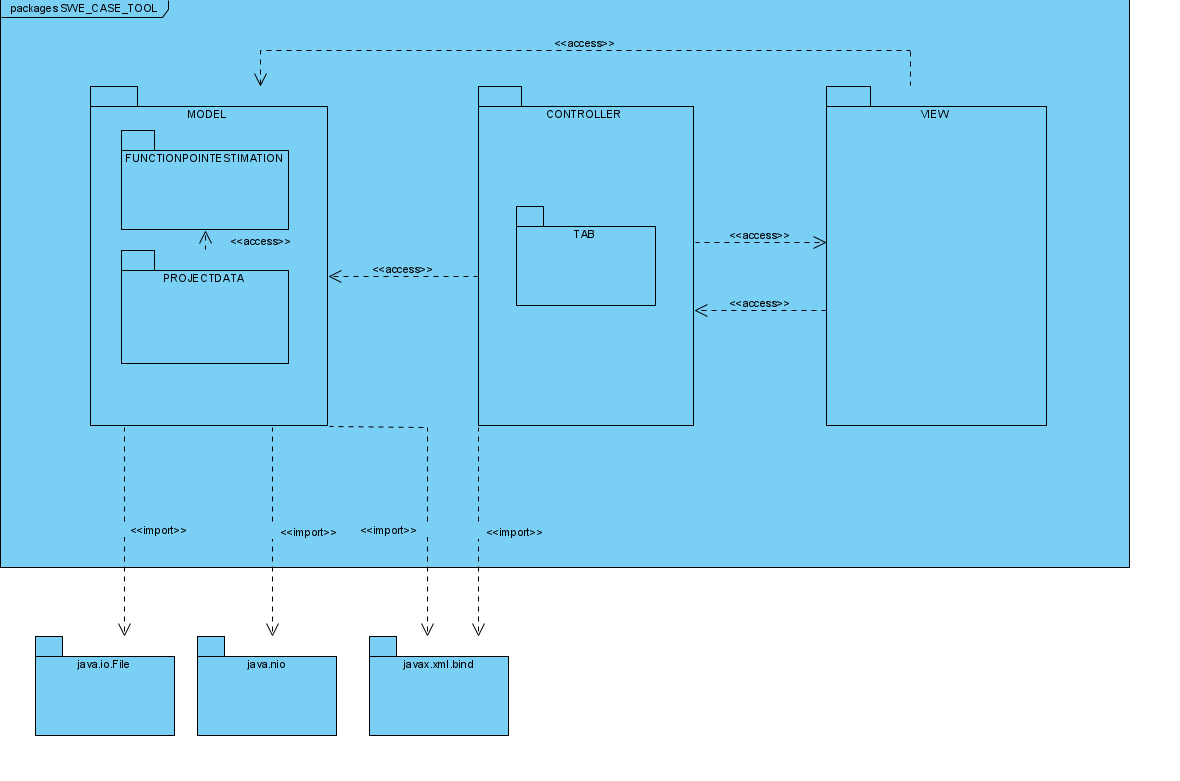 packages SWE_CASE_TOOL
<<access>>
MODEL
CONTROLLER
VIEW
FUNCTIONPOINTESTIMATION
TAB
<<access>>
<<access>>
PROJECTDATA
<<access>>
<<access>>
<<import>>
<<import>>
<<import>>
<<import>>
java.io.File
java.nio
javax.xml.bind